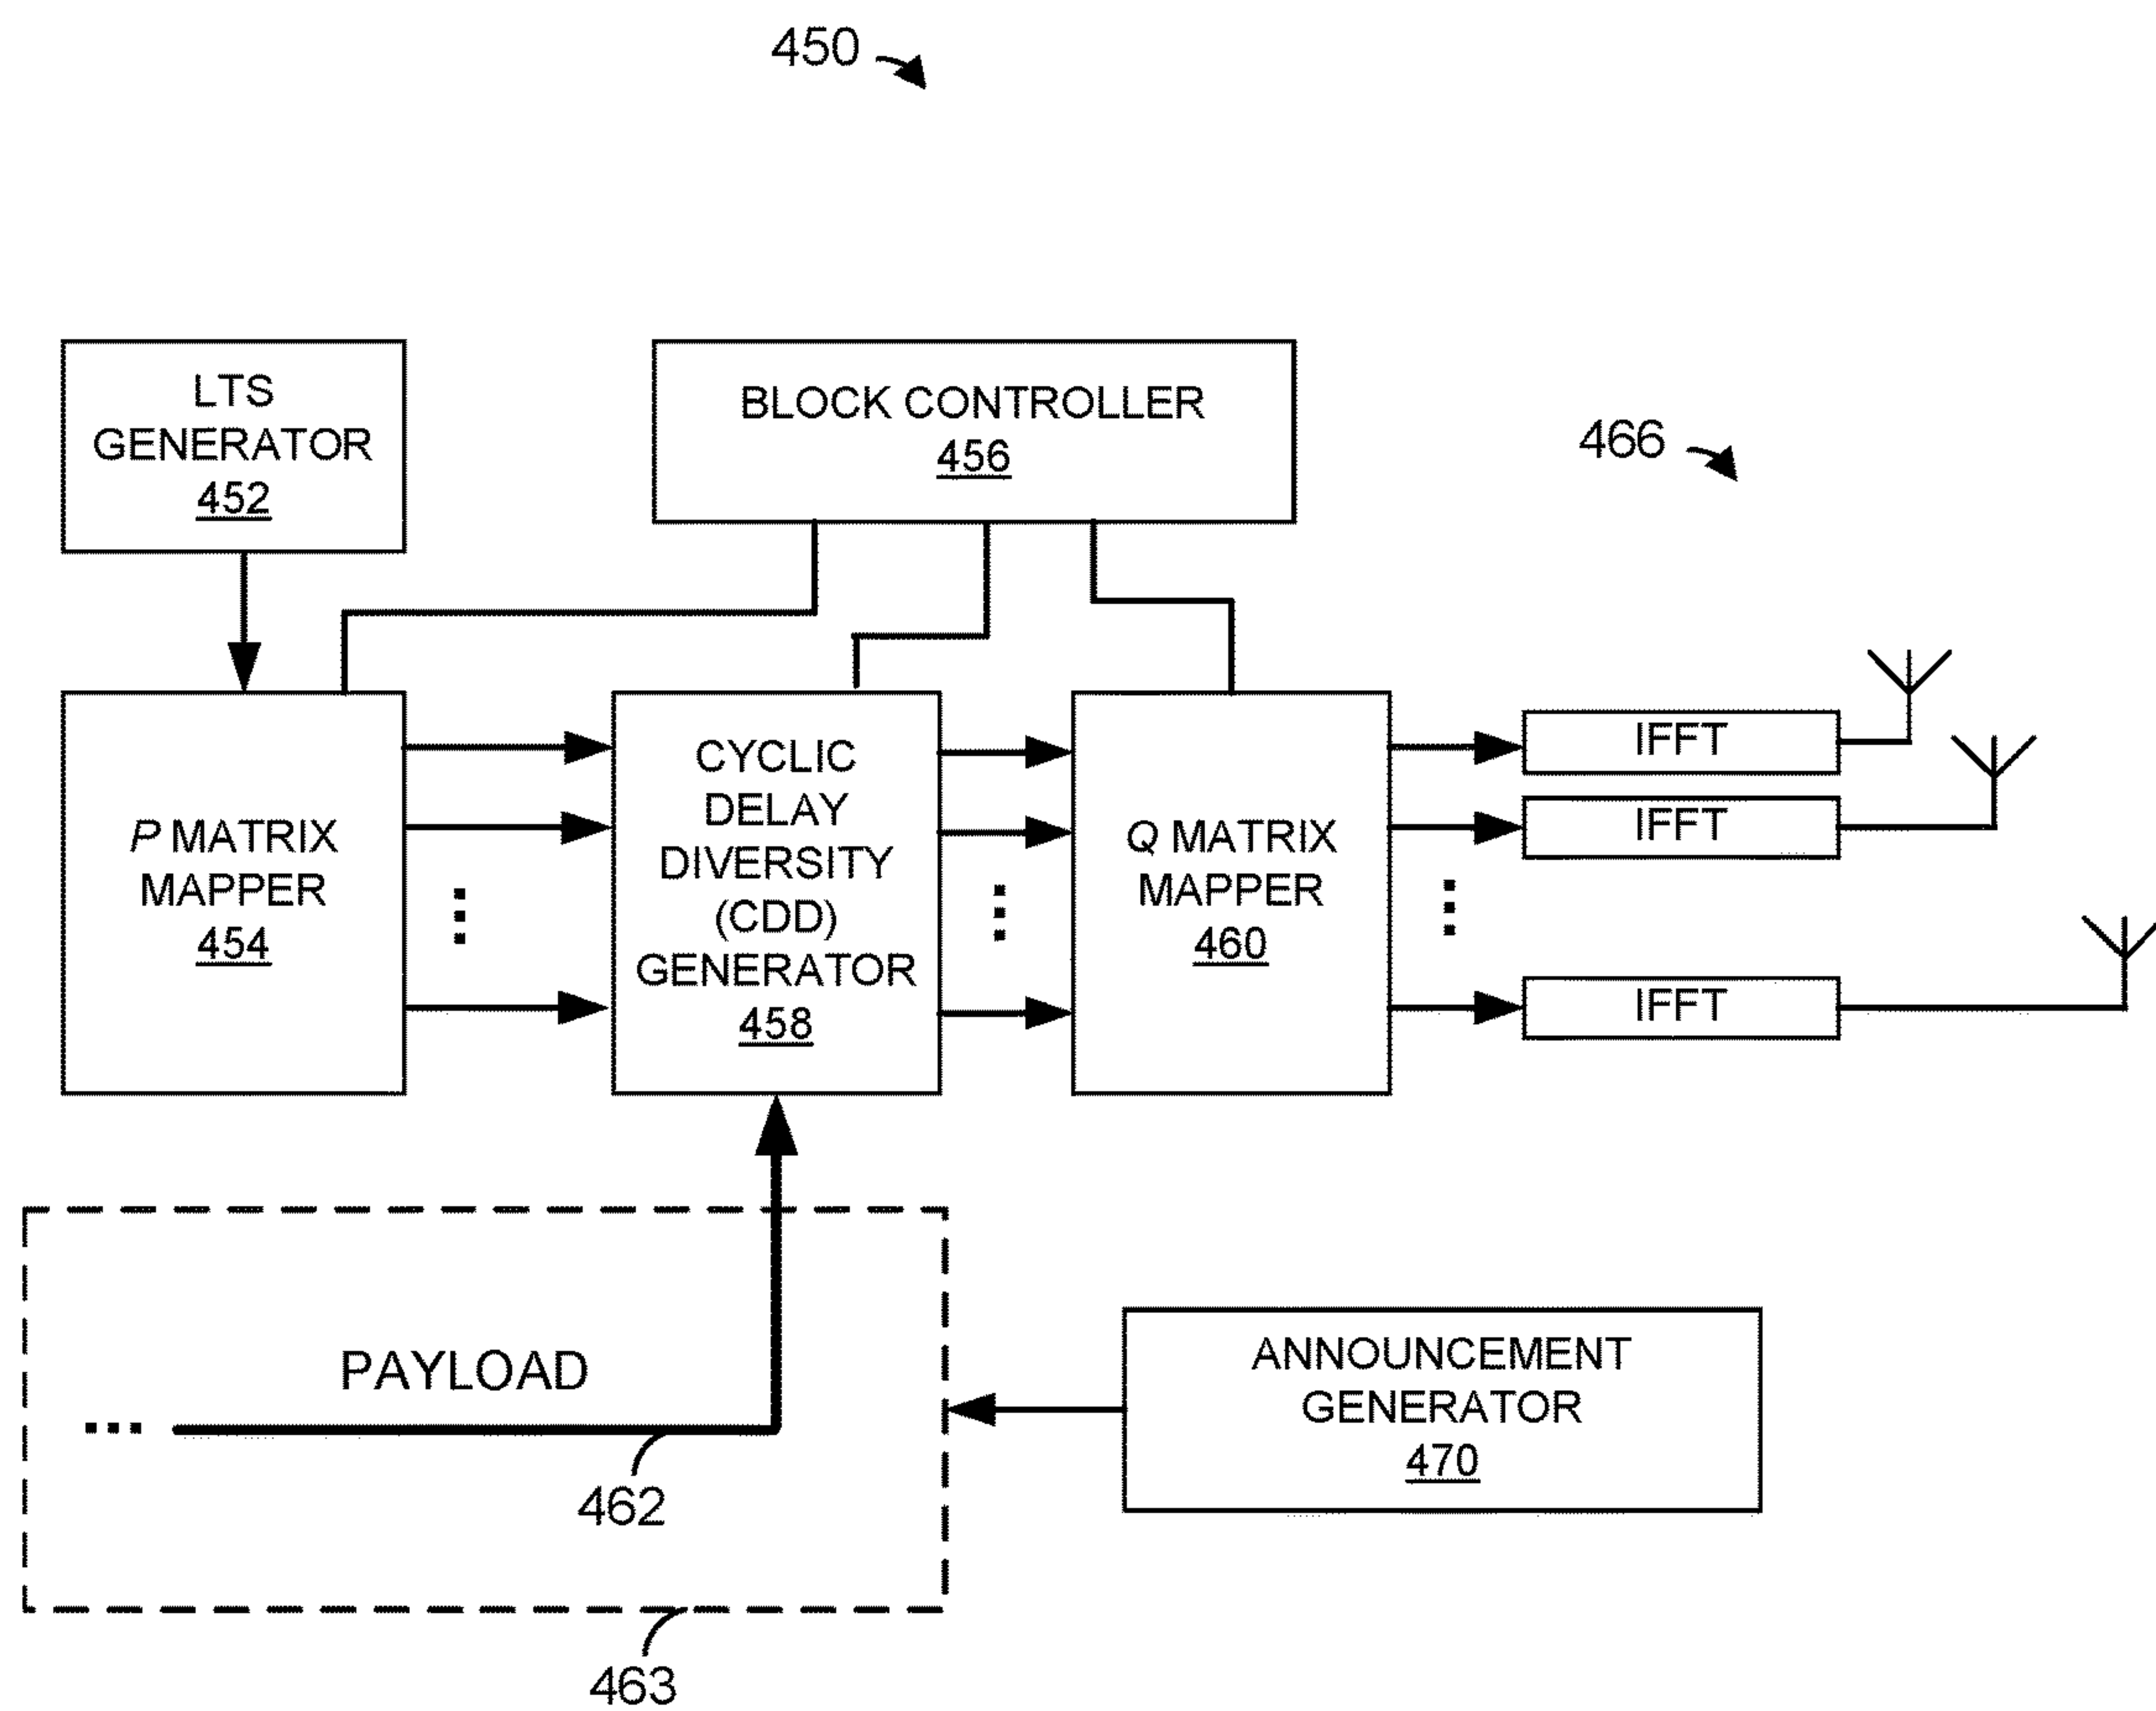 450
LTS
GENERATOR
452
BLOCK CONTROLLER
456
466
P MATRIX
MAPPER
454
CYCLIC
DELAY
DIVERSITY
(CDD)
GENERATOR
458
Q MATRIX
MAPPER
460
IFFT
IFFT
IFFT
PAYLOAD
462
463
ANNOUNCEMENT
GENERATOR
470